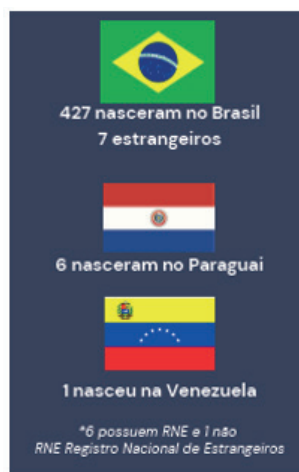 427 nasceram no Brasil
7 estrangeiros
6 nasceram no Paraguai
1 nasceu na Venezuela
*6 possuem RNE e 1 não
RNE Registro Nacional de Estrangeiros